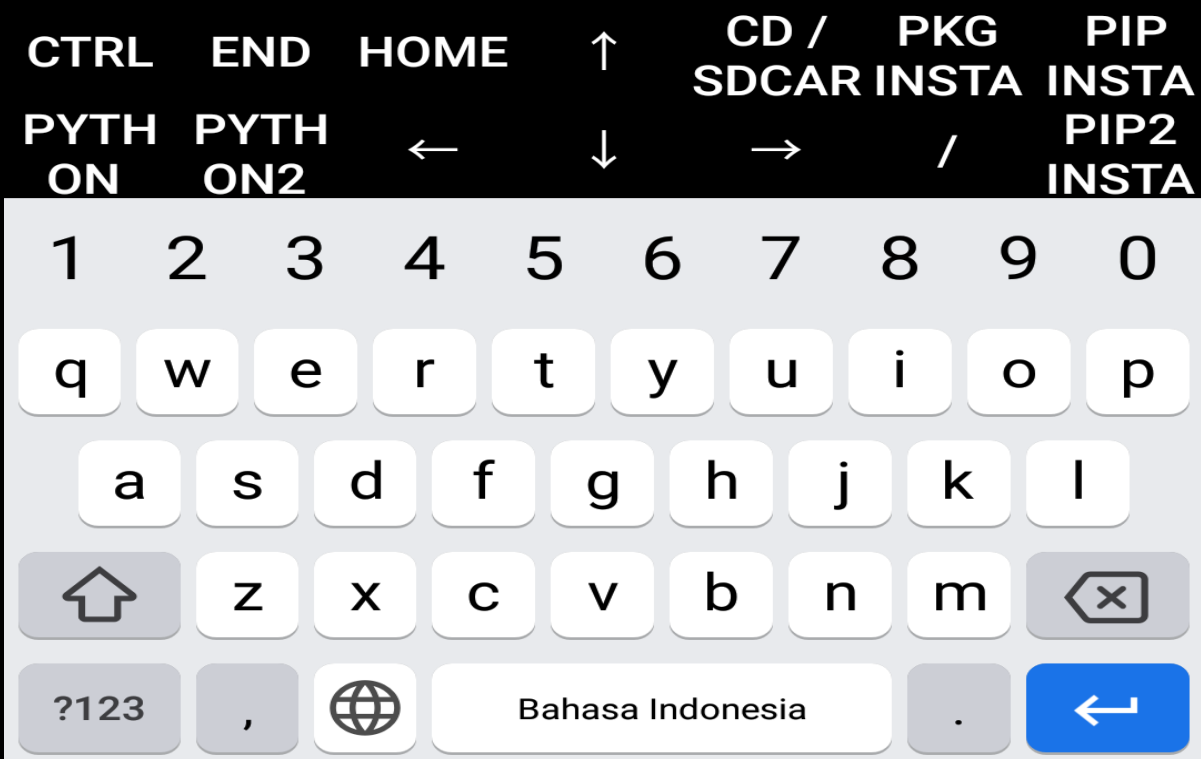 CTRL END HOME ↑ CD / SDCAR PKG INSTA PIP INSTA
PYTH ON PYTH ON2 ← ↓ → / PIP2 INSTA
1 2 3 4 5 6 7 8 9 0
q w e r t y u i o p
a s d f g h j k l
z x c v b n m
?123 , Bahasa Indonesia .